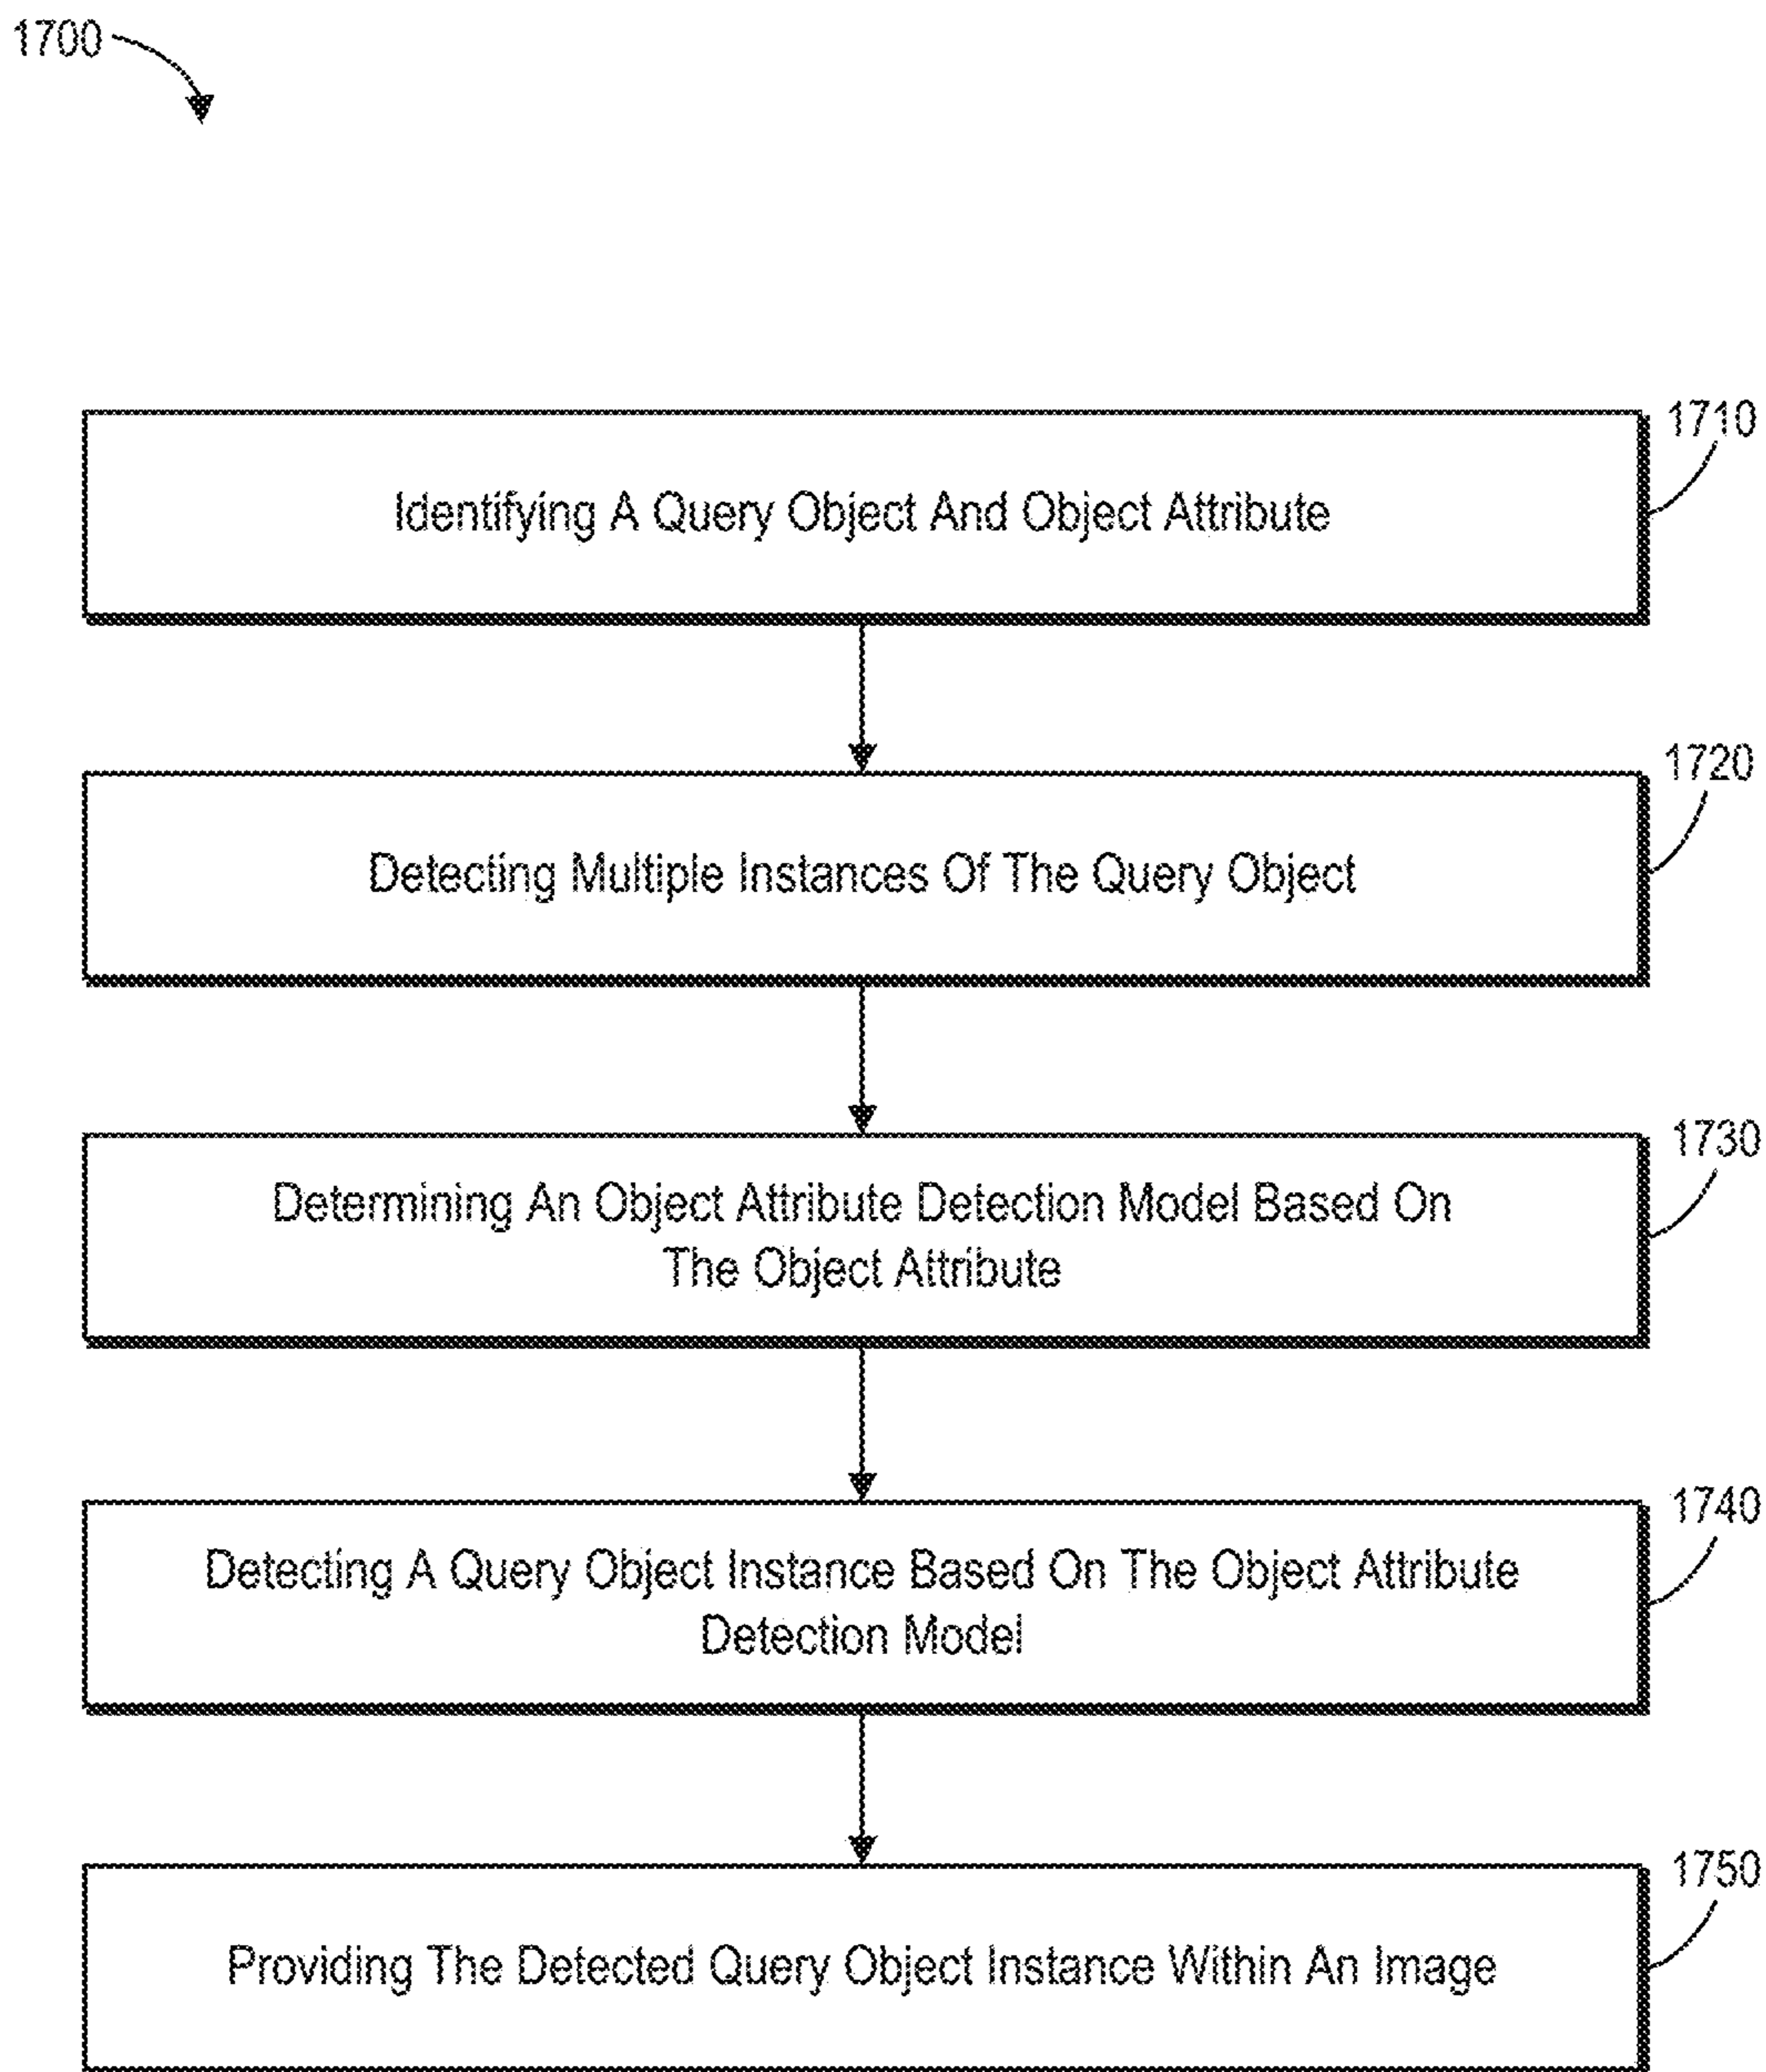 1700
1710
Identifying A Query Object And Object Attribute
1720
Detecting Multiple Instances Of The Query Object
1730
Determining An Object Attribute Detection Model Based On
The Object Attribute
1740
Detecting A Query Object Instance Based On The Object Attribute
Detection Model
1750
Providing The Detected Query Object Instance Within An Image